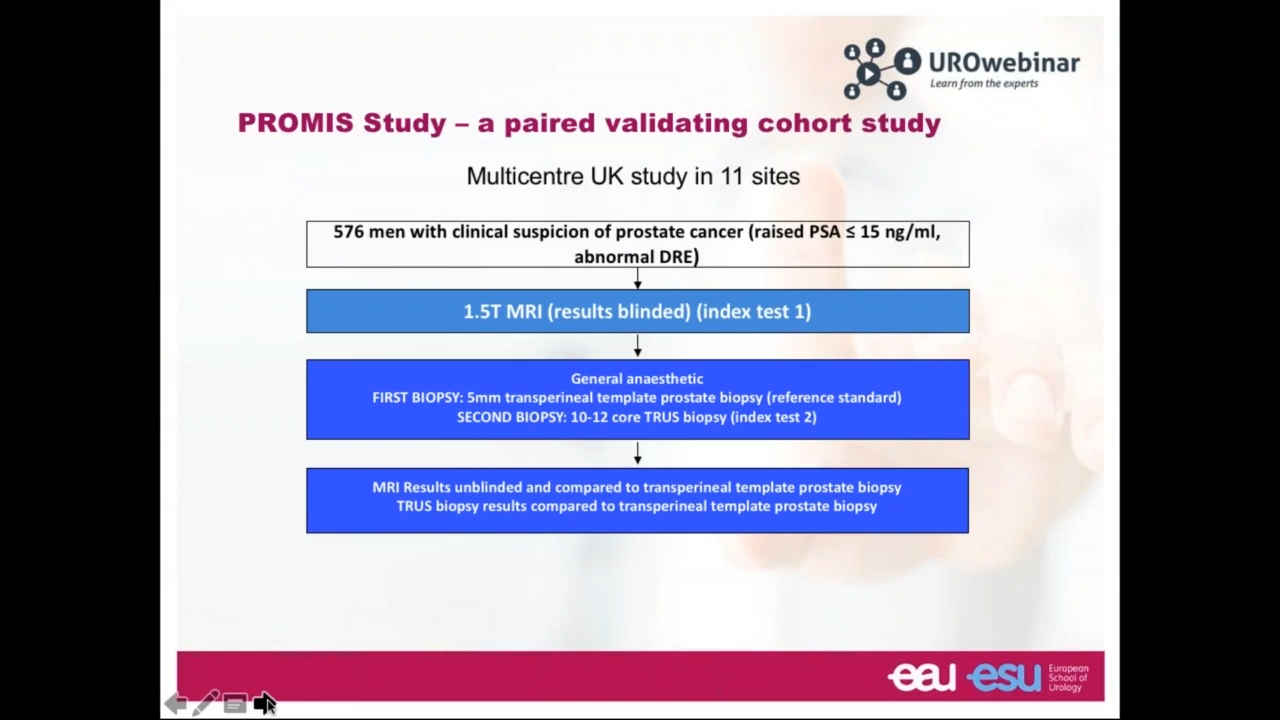 UROwebinar
Learn from the experts
PROMIS Study – a paired validating cohort study
Multicentre UK study in 11 sites
576 men with clinical suspicion of prostate cancer (raised PSA ≤ 15 ng/ml,
abnormal DRE)
1.5T MRI (results blinded) (index test 1)
General anaesthetic
FIRST BIOPSY: 5mm transperineal template prostate biopsy (reference standard)
SECOND BIOPSY: 10-12 core TRUS biopsy (index test 2)
MRI Results unblinded and compared to transperineal template prostate biopsy
TRUS biopsy results compared to transperineal template prostate biopsy
eau esu European
School of
Urology